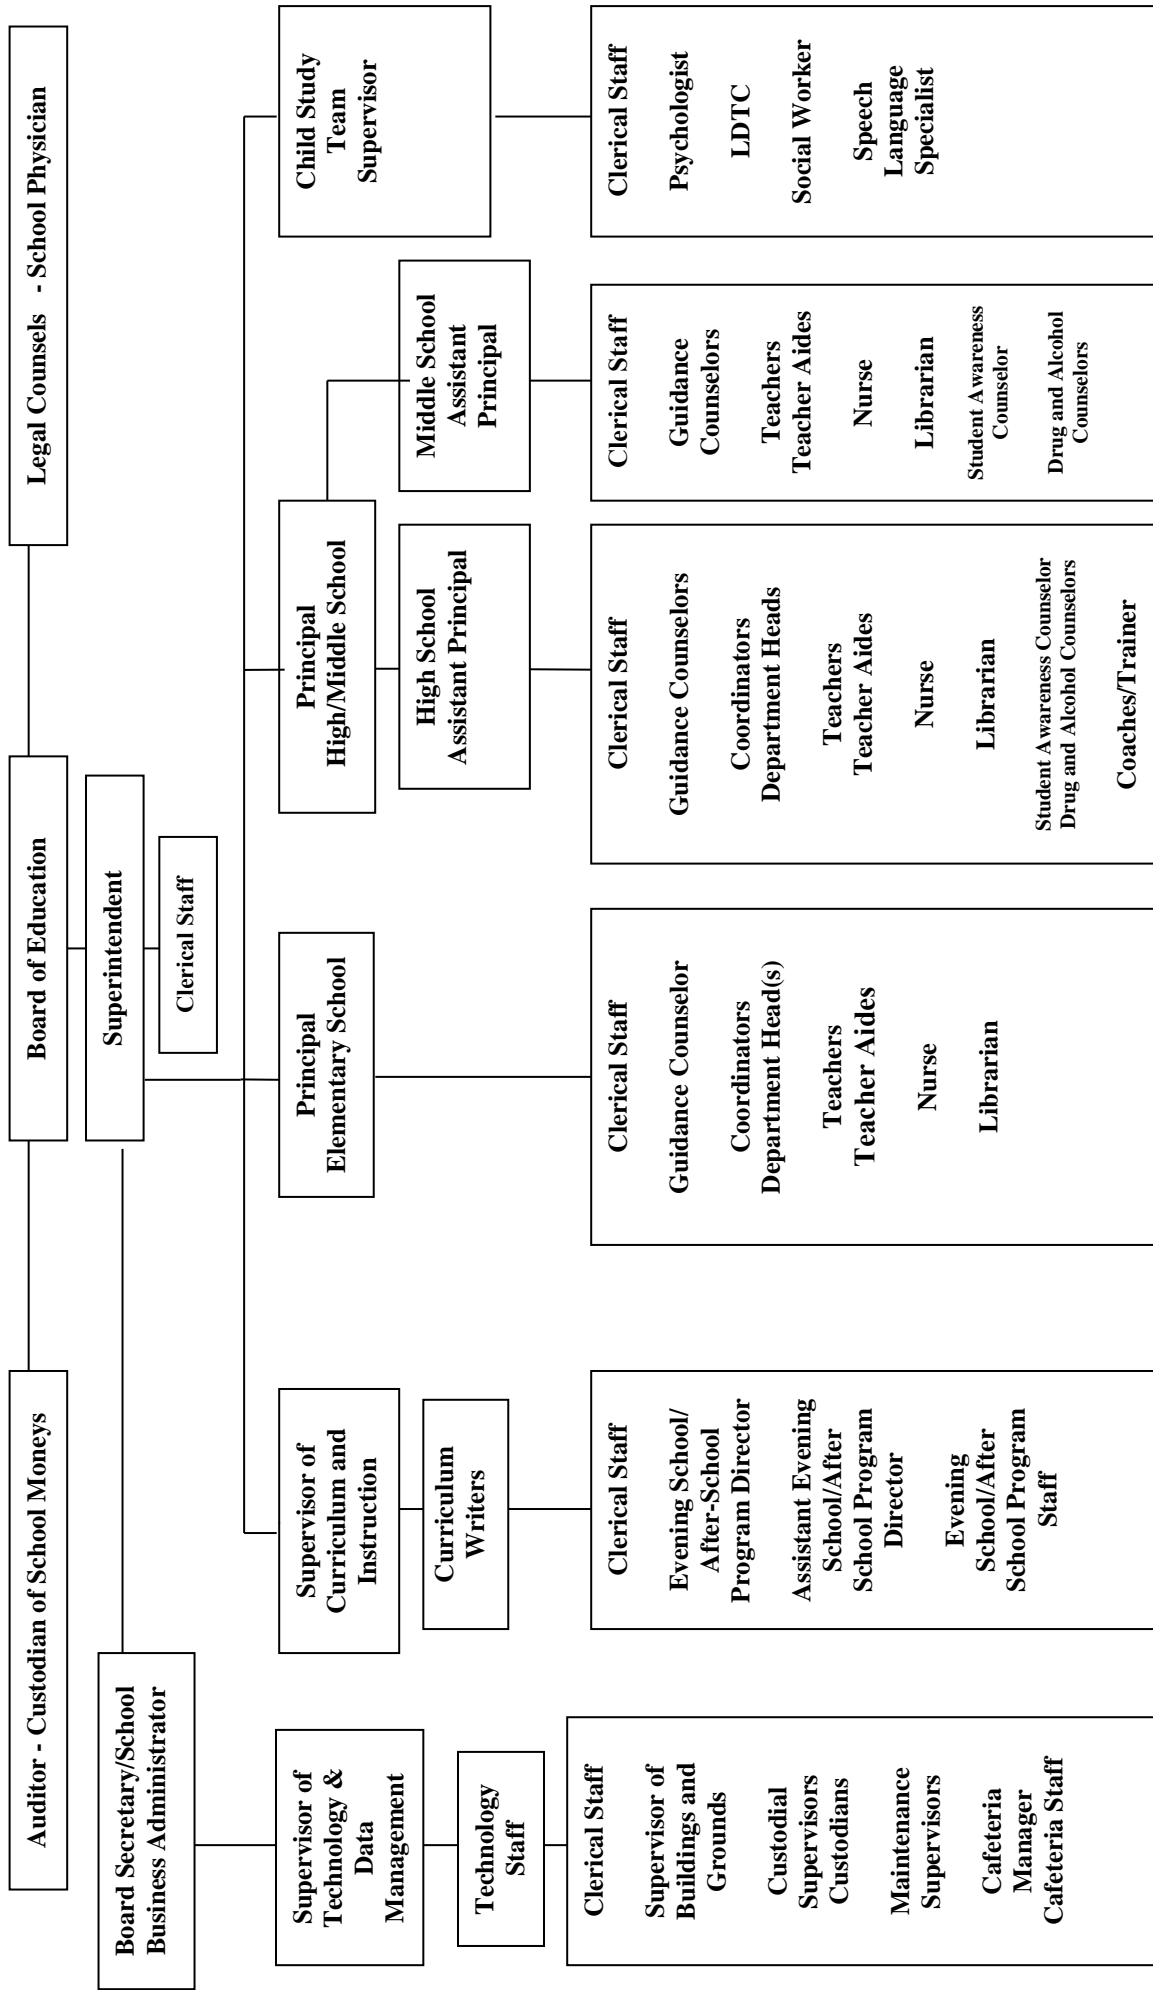 Auditor - Custodian of School Moneys
Board of Education
Legal Counsels - School Physician
Superintendent
Clerical Staff
Board Secretary/School
Business Administrator
Supervisor of
Technology &
Data
Management
Technology
Staff
Clerical Staff
Supervisor of
Buildings and
Grounds
Custodial
Supervisors
Custodians
Maintenance
Supervisors
Cafeteria
Manager
Cafeteria Staff
Supervisor of
Curriculum and
Instruction
Curriculum
Writers
Clerical Staff
Evening School/
After-School
Program Director
Assistant Evening
School/After
School Program
Director
Evening
School/After
School Program
Staff
Principal
Elementary School
Clerical Staff
Guidance Counselor
Coordinators
Department Head(s)
Teachers
Teacher Aides
Nurse
Librarian
Principal
High/Middle School
High School
Assistant Principal
Clerical Staff
Guidance Counselors
Coordinators
Department Heads
Teachers
Teacher Aides
Nurse
Librarian
Student Awareness Counselor
Drug and Alcohol Counselors
Coaches/Trainer
Middle School
Assistant
Principal
Clerical Staff
Guidance
Counselors
Teachers
Teacher Aides
Nurse
Librarian
Student Awareness
Counselor
Drug and Alcohol
Counselors
Child Study
Team
Supervisor
Clerical Staff
Psychologist
LDTC
Social Worker
Speech
Language
Specialist